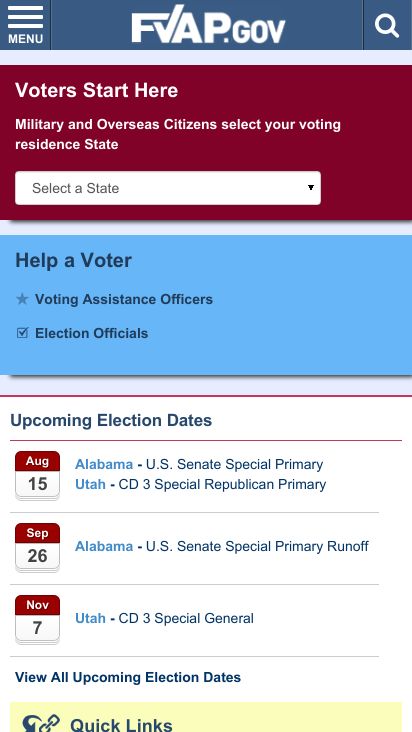 MENU
FVAP.GOV
Voters Start Here
Military and Overseas Citizens select your voting
residence State
Select a State
Help a Voter
Voting Assistance Officers
Election Officials
Upcoming Election Dates
Aug
15
Alabama - U.S. Senate Special Primary
Utah - CD 3 Special Republican Primary
Sep
26
Alabama - U.S. Senate Special Primary Runoff
Nov
7
Utah - CD 3 Special General
View All Upcoming Election Dates
Quick Links